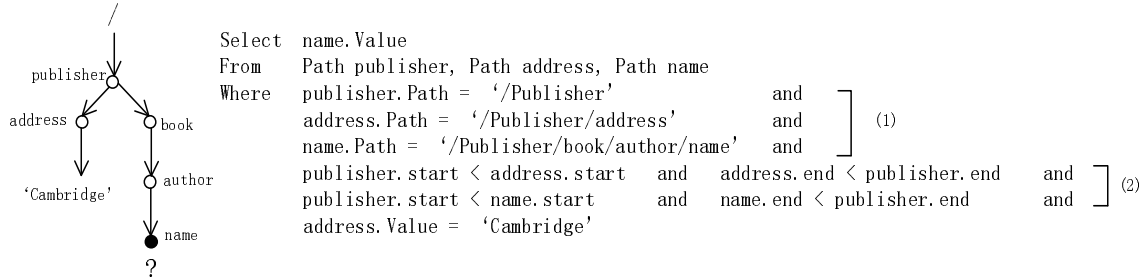 /
publisher
address
book
author
‘Cambridge’
name
?
Select name.Value
From Path publisher, Path address, Path name
Where publisher.Path = ‘/Publisher’ and
address.Path = ‘/Publisher/address’ and
name.Path = ‘/Publisher/book/author/name’ and
(1)
publisher.start < address.start and address.end < publisher.end and
publisher.start < name.start and name.end < publisher.end and
(2)
address.Value = ‘Cambridge’